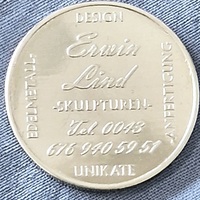 DESIGN
EDELMETALL-
Erwin
Lind
-SKULPTUREN-
Tel. 0043
676 940 59 51
ANFERTIGUNG
UNIKATE